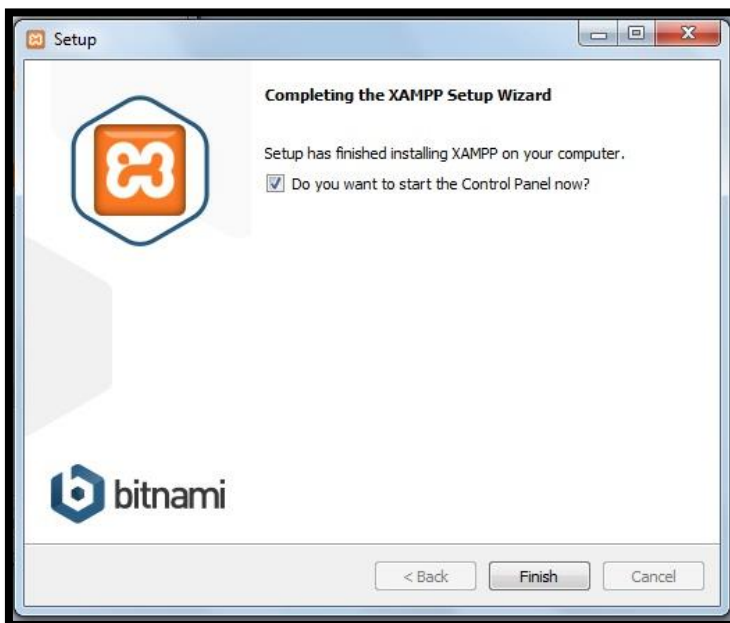 Setup
Completing the XAMPP Setup Wizard
Setup has finished installing XAMPP on your computer.
Do you want to start the Control Panel now?
bitnami
< Back
Finish
Cancel